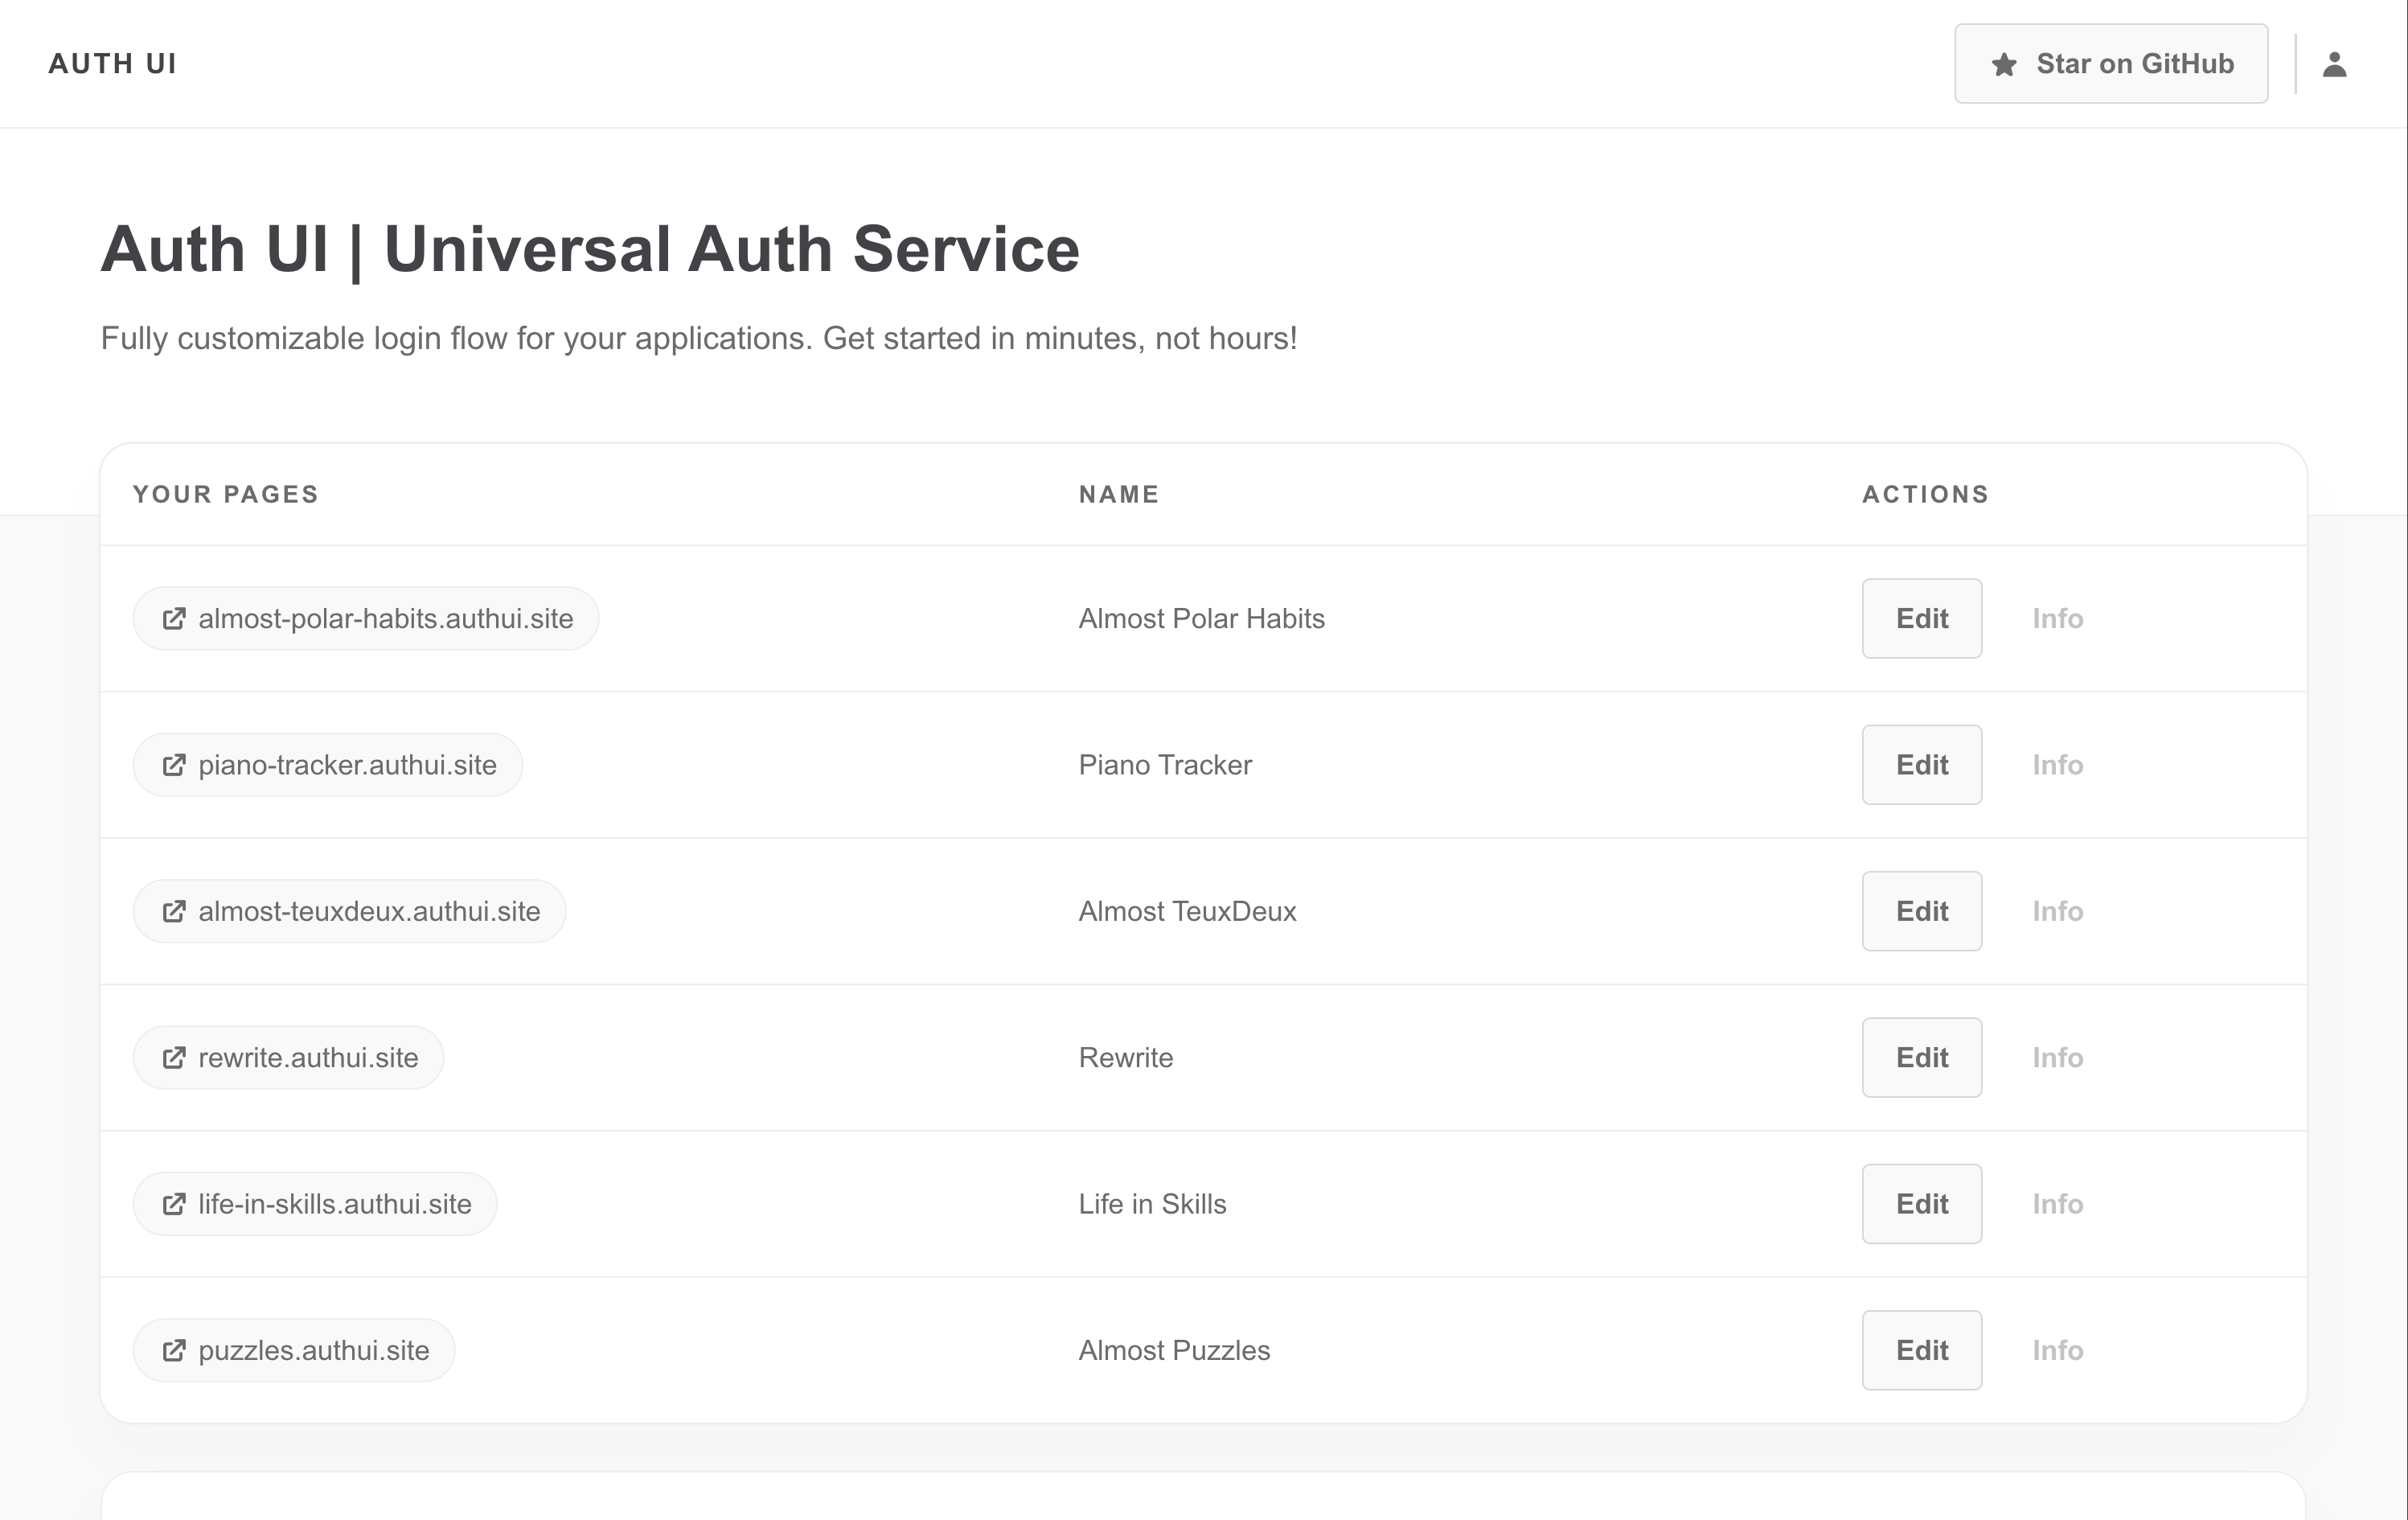 AUTH UI
Star on GitHub
Auth UI | Universal Auth Service
Fully customizable login flow for your applications. Get started in minutes, not hours!
YOUR PAGES NAME ACTIONS
almost-polar-habits.authui.site Almost Polar Habits Edit Info
piano-tracker.authui.site Piano Tracker Edit Info
almost-teuxdeux.authui.site Almost TeuxDeux Edit Info
rewrite.authui.site Rewrite Edit Info
life-in-skills.authui.site Life in Skills Edit Info
puzzles.authui.site Almost Puzzles Edit Info